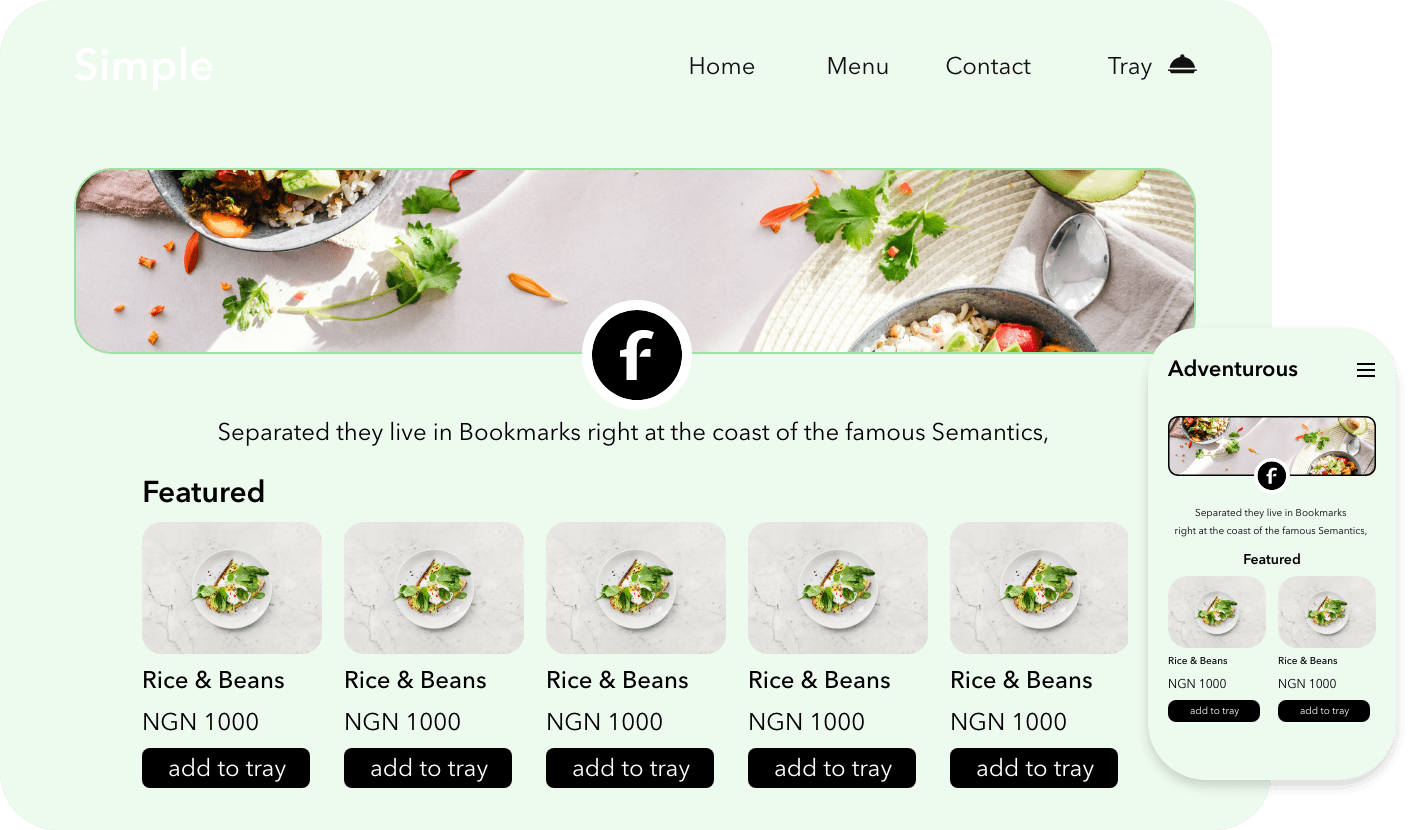 Simple
Home Menu Contact Tray
f
Separated they live in Bookmarks right at the coast of the famous Semantics,
Featured
Rice & Beans Rice & Beans Rice & Beans Rice & Beans Rice & Beans
NGN 1000 NGN 1000 NGN 1000 NGN 1000 NGN 1000
add to tray add to tray add to tray add to tray add to tray
Adventurous
f
Separated they live in Bookmarks
right at the coast of the famous Semantics,
Featured
Rice & Beans Rice & Beans
NGN 1000 NGN 1000
add to tray add to tray